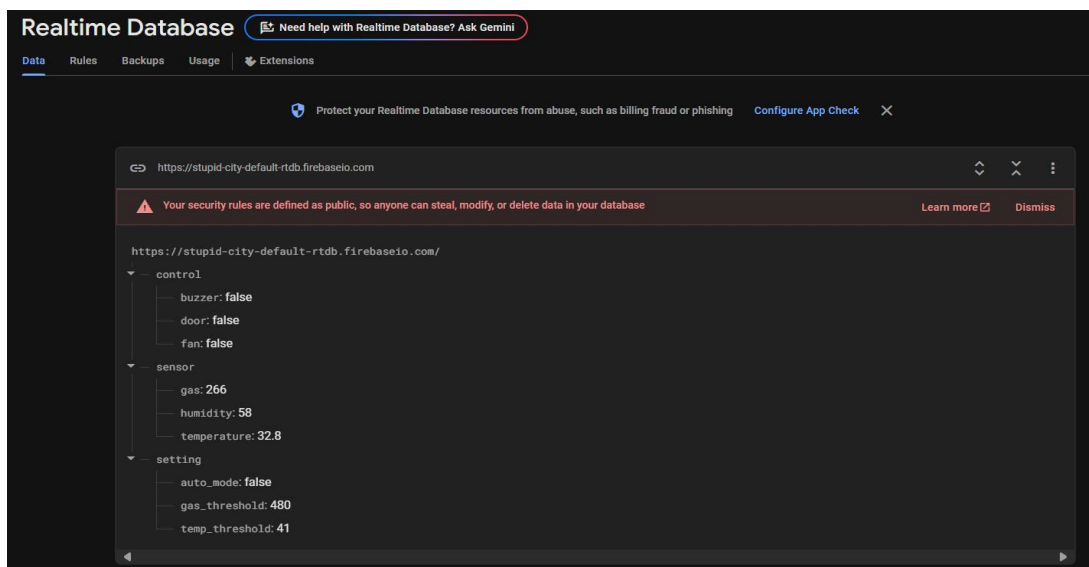 Realtime Database Need help with Realtime Database? Ask Gemini
Data Rules Backups Usage Extensions
Protect your Realtime Database resources from abuse, such as billing fraud or phishing Configure App Check
https://stupid-city-default-rtdb.firebaseio.com
Your security rules are defined as public, so anyone can steal, modify, or delete data in your database Learn more Dismiss
https://stupid-city-default-rtdb.firebaseio.com/
control
buzzer: false
door: false
fan: false
sensor
gas: 266
humidity: 58
temperature: 32.8
setting
auto_mode: false
gas_threshold: 480
temp_threshold: 41